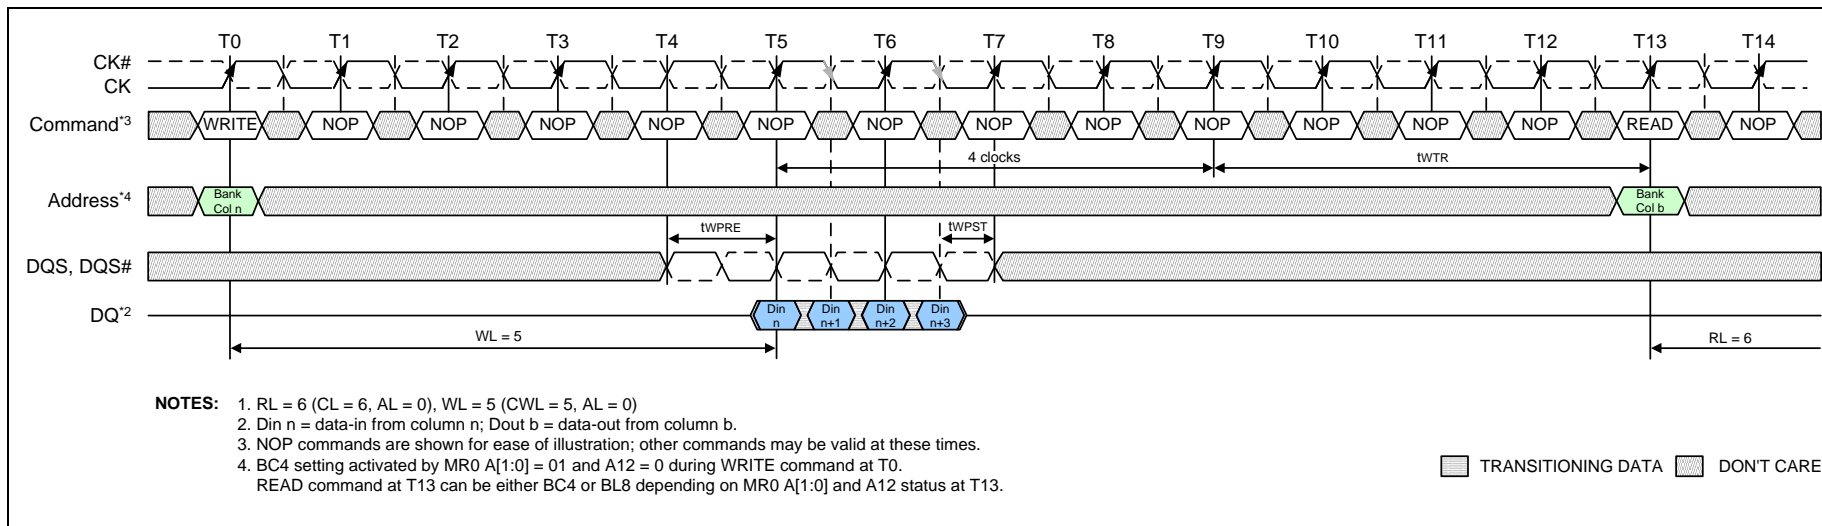 T0 T1 T2 T3 T4 T5 T6 T7 T8 T9 T10 T11 T12 T13 T14
CK#
CK
Command*3 WRITE NOP NOP NOP NOP NOP NOP NOP NOP NOP NOP NOP NOP READ NOP
4 clocks tWTR
Address*4 Bank Col n Bank Col b
tWPRE tWPST
DQS, DQS#
DQ*2 Din n Din n+1 Din n+2 Din n+3
WL = 5 RL = 6
NOTES: 1. RL = 6 (CL = 6, AL = 0), WL = 5 (CWL = 5, AL = 0)
2. Din n = data-in from column n; Dout b = data-out from column b.
3. NOP commands are shown for ease of illustration; other commands may be valid at these times.
4. BC4 setting activated by MR0 A[1:0] = 01 and A12 = 0 during WRITE command at T0.
READ command at T13 can be either BC4 or BL8 depending on MR0 A[1:0] and A12 status at T13.
TRANSITIONING DATA DON'T CARE